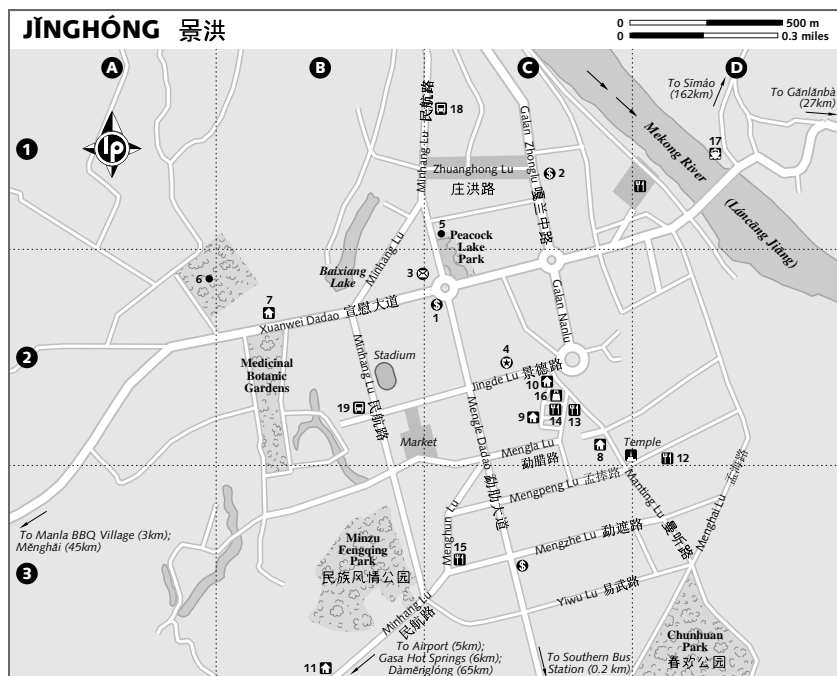 JǏNGHÓNG 景洪
0 500 m
0 0.3 miles
A
B
C
D
1
2
3
lp
To Sīmáo
(162km)
To Gǎnlǎnbà
(27km)
18
民航路
Minhang Lu
Zhuanghong Lu
庄洪路
Galan Zhonglu 嘎兰中路
2
17
Mekong River
(Láncāng Jiāng)
5
Peacock
Lake
Park
Minhang Lu
Baixiang
Lake
3
6
7
Xuanwei Dadao 宣慰大道
1
Galan Nanlu
Medicinal
Botanic
Gardens
Stadium
Minhang Lu 民航路
4
Jingde Lu 景德路
10
16
9
14
13
19
Market
Mengle Dadao 勐泐大道
Mengla Lu
勐腊路
8
Temple
12
Mengpeng Lu 孟捧路
Manting Lu 曼听路
Menghai Lu 孟海路
To Manla BBQ Village (3km);
Měnghǎi (45km)
Minzu
Fengqing
Park
民族风情公园
Menghun Lu
15
Mengzhe Lu 勐遮路
Yiwu Lu 易武路
Minhang Lu
民航路
Chunhuan
Park
春欢公园
11
To Airport (5km);
Gasa Hot Springs (6km);
Dàměnglóng (65km)
To Southern Bus
Station (0.2 km)